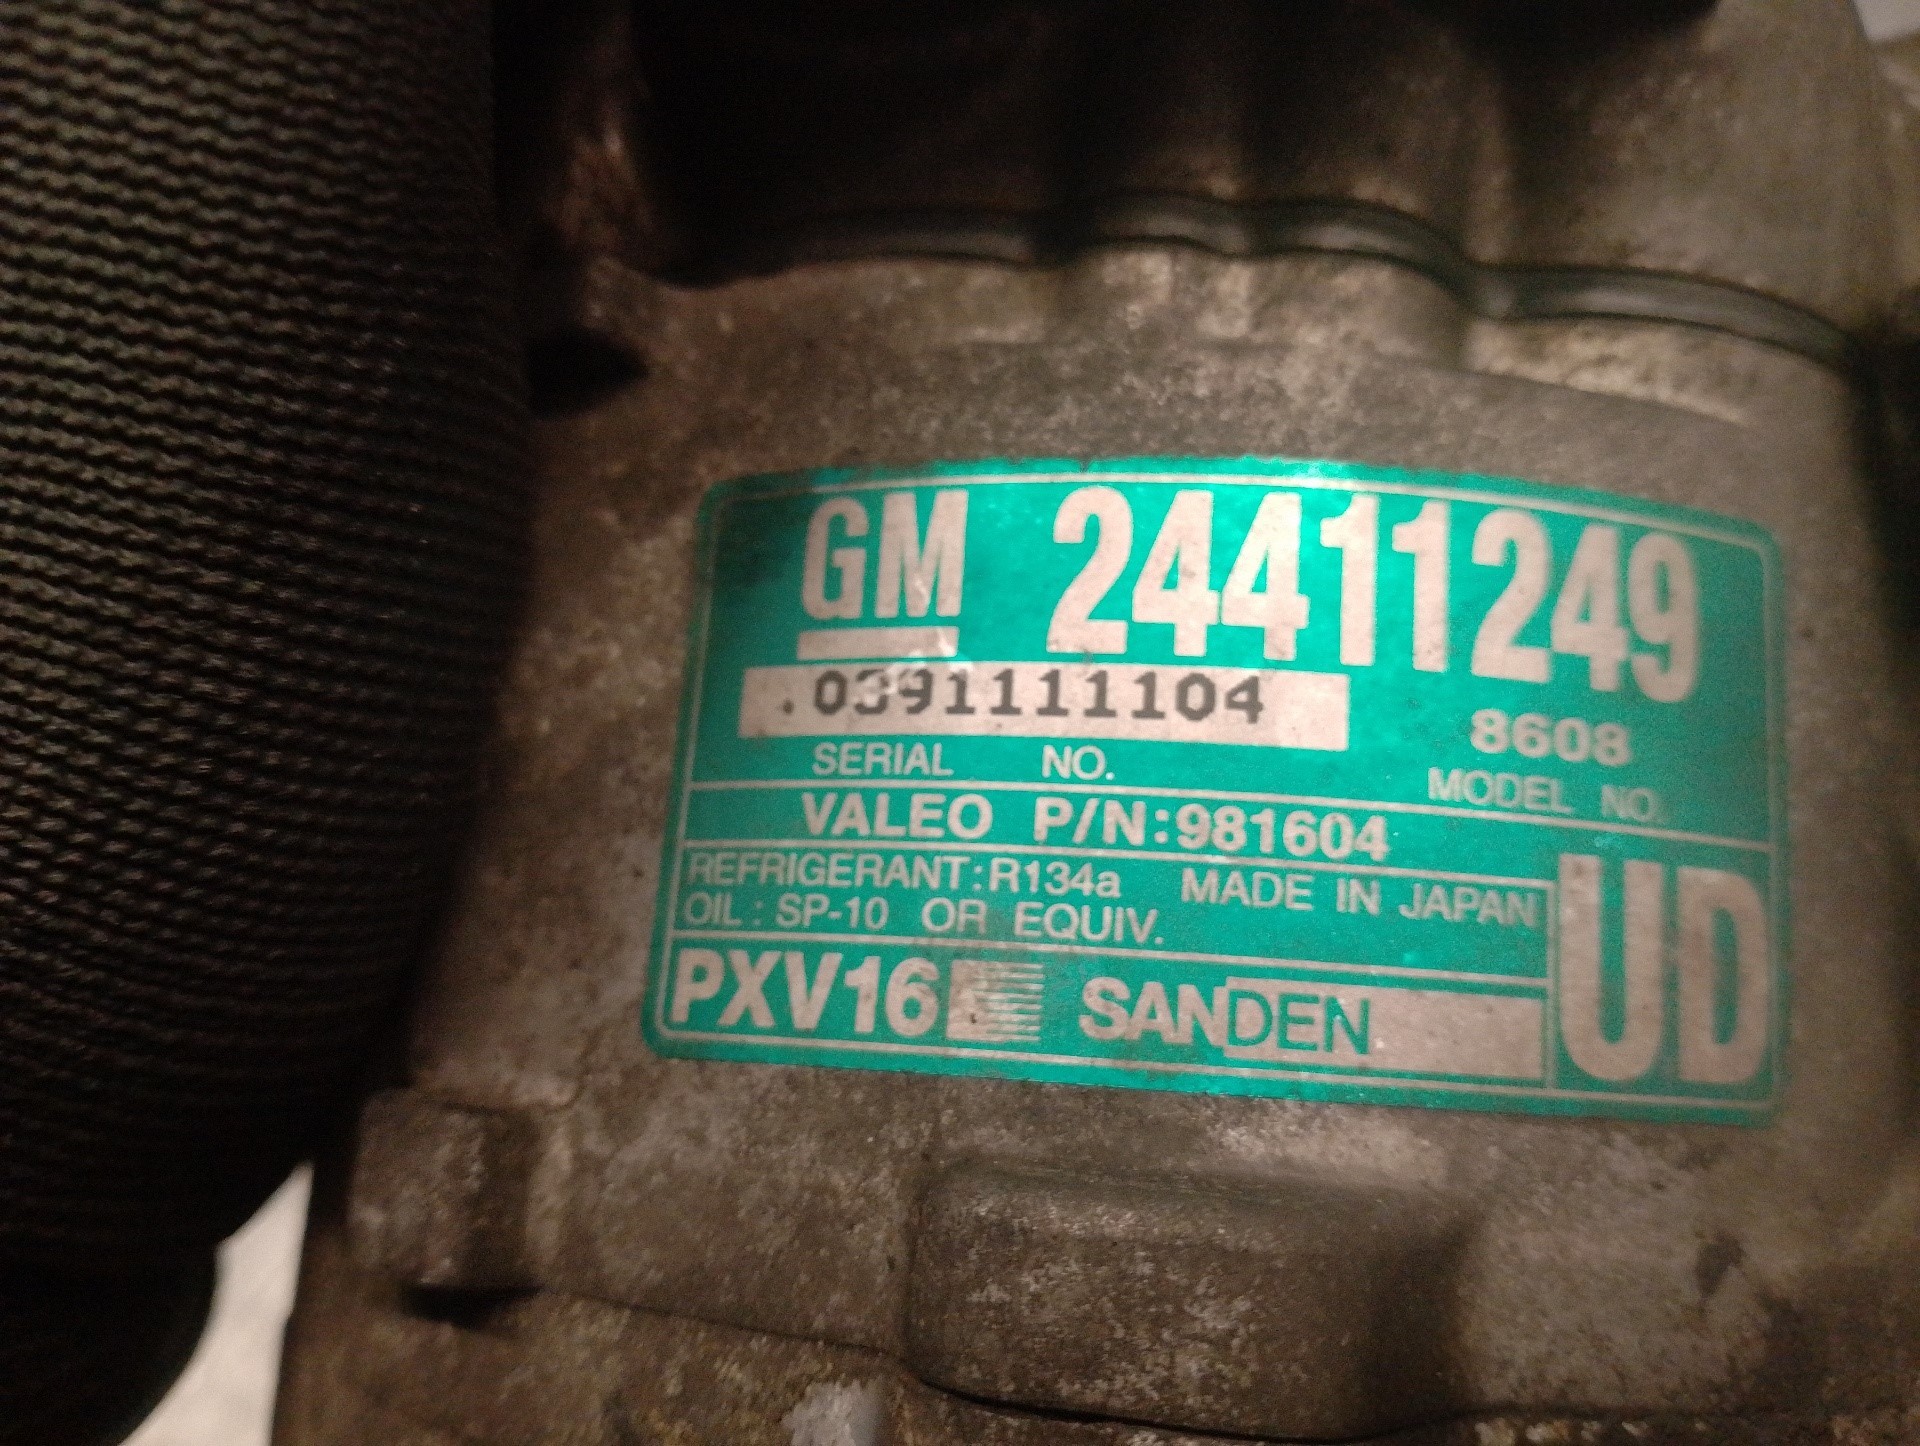 GM 24411249
.0391111104
8608
SERIAL NO.
MODEL NO.
VALEO P/N:981604
REFRIGERANT:R134a MADE IN JAPAN
OIL: SP-10 OR EQUIV.
UD
PXV16 SANDEN